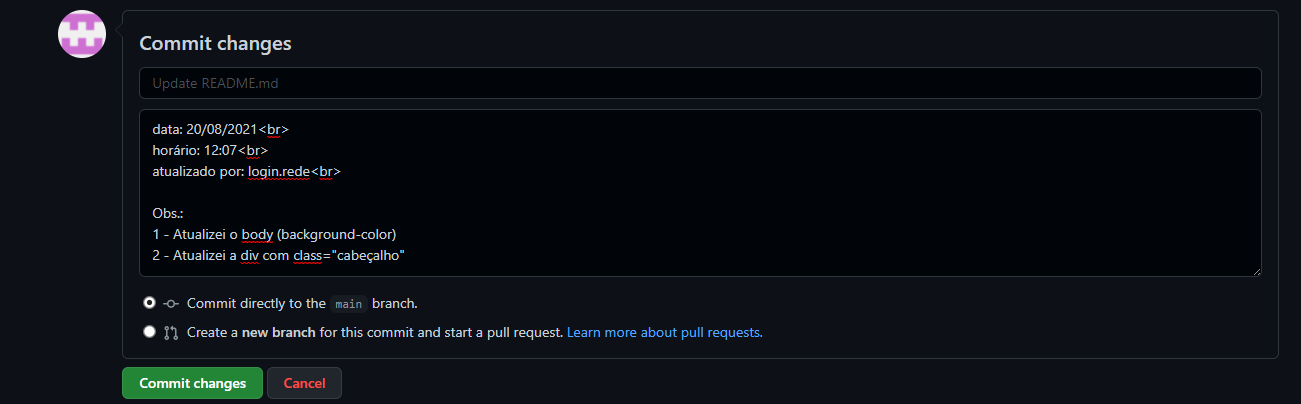 Commit changes
Update README.md
data: 20/08/2021<br>
horário: 12:07<br>
atualizado por: login.rede<br>
Obs.:
1 - Atualizei o body (background-color)
2 - Atualizei a div com class="cabeçalho"
Commit directly to the main branch.
Create a new branch for this commit and start a pull request. Learn more about pull requests.
Commit changes Cancel